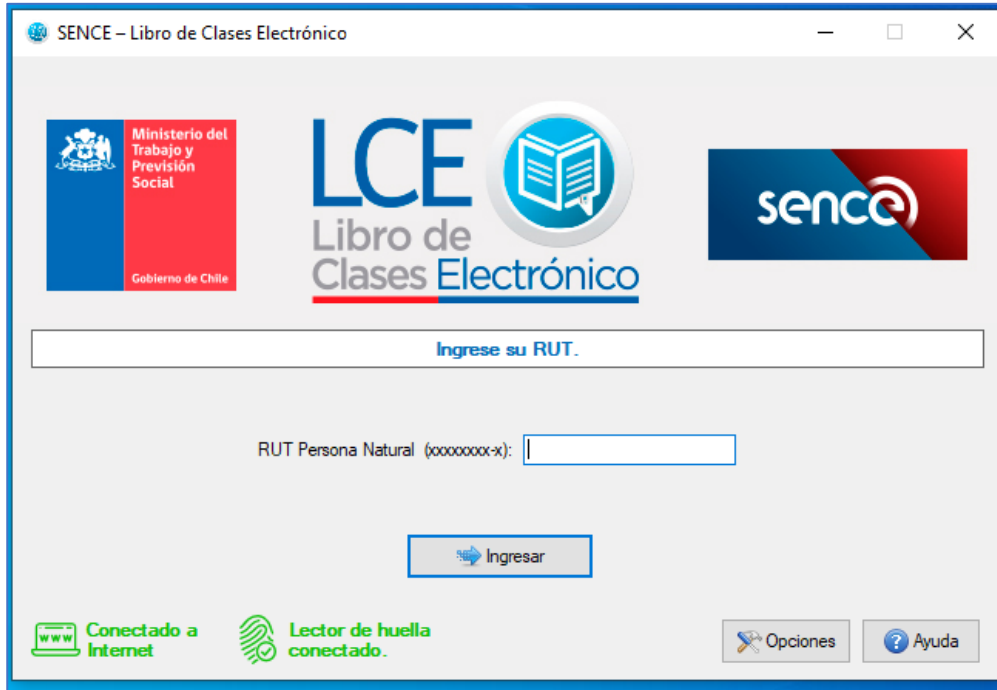 SENCE – Libro de Clases Electrónico
Ministerio del
Trabajo y
Previsión
Social
Gobierno de Chile
LCE
Libro de
Clases Electrónico
sence
Ingrese su RUT.
RUT Persona Natural (xxxxxxxx-x):
Ingresar
www
Conectado a
Internet
Lector de huella
conectado.
Opciones
? Ayuda